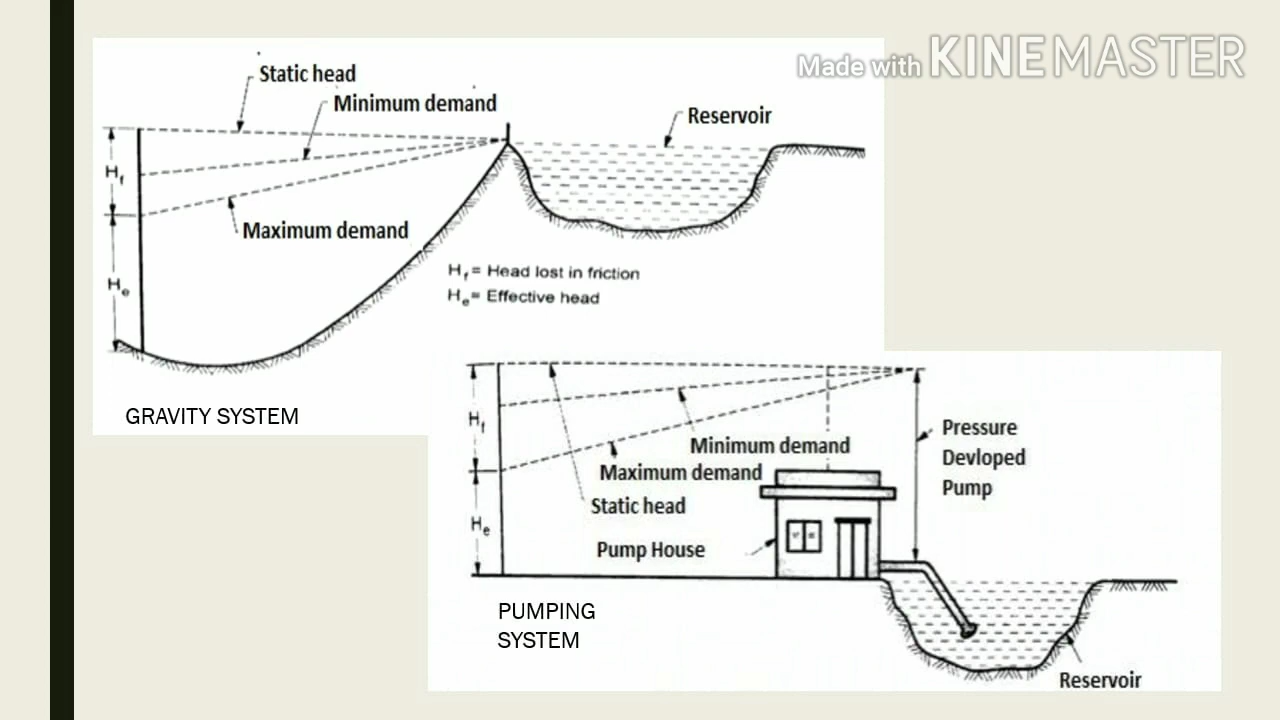 Made with KINEMASTER
Static head
Minimum demand
Reservoir
Hf
Maximum demand
He
Hf = Head lost in friction
He = Effective head
GRAVITY SYSTEM
Hf
Minimum demand
Maximum demand
Pressure
Devloped
Pump
Static head
He
Pump House
PUMPING
SYSTEM
Reservoir